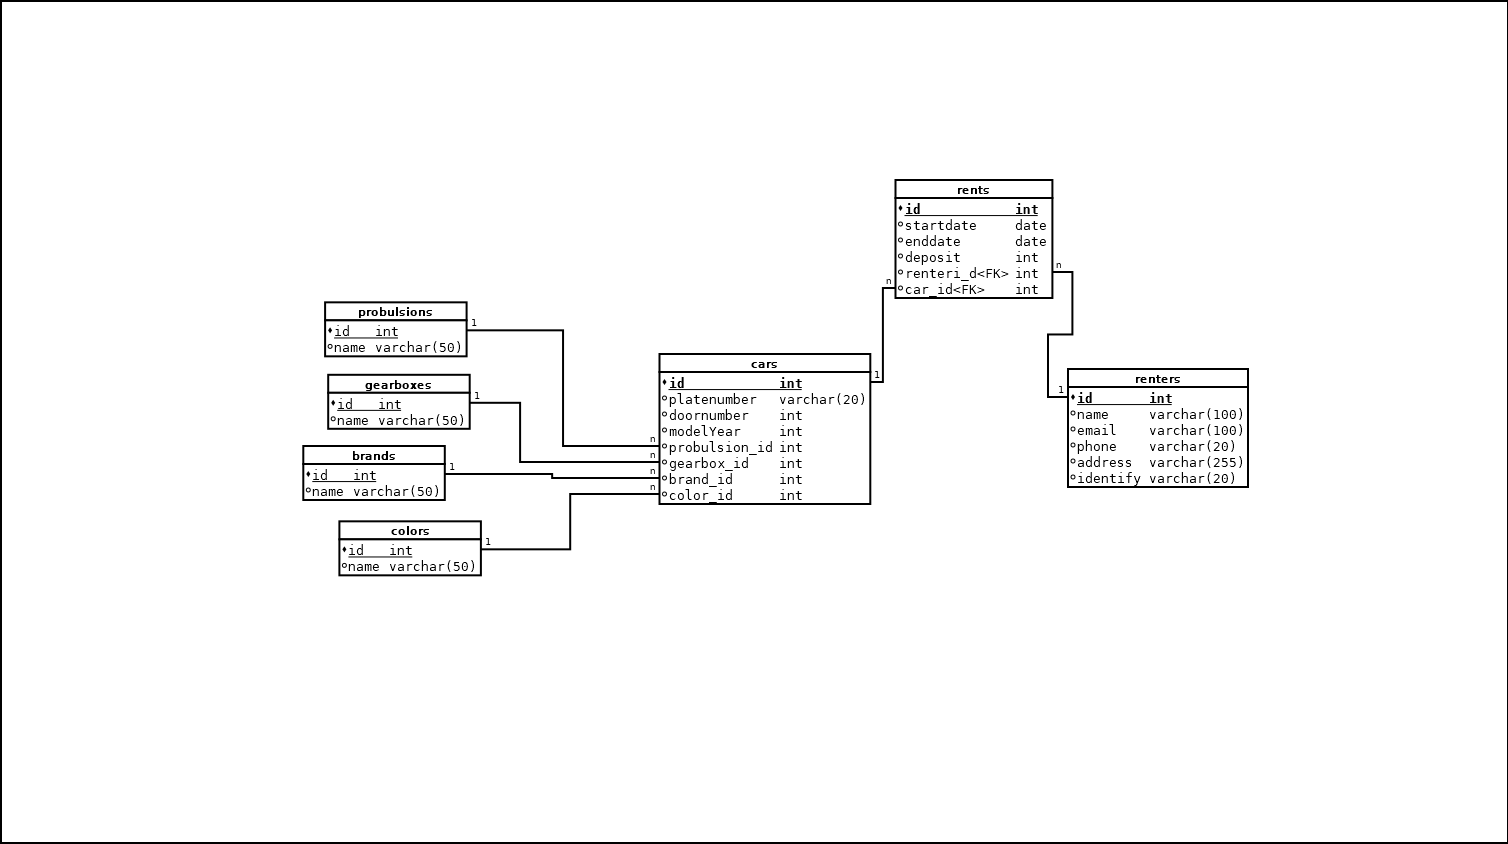 rents
id int
startdate date
enddate date
deposit int
renteri_d<FK> int
car_id<FK> int
n
n
probulsions
id int
name varchar(50)
1
gearboxes
id int
name varchar(50)
1
brands
id int
name varchar(50)
1
colors
id int
name varchar(50)
1
cars
id int
platenumber varchar(20)
doornumber int
modelYear int
probulsion_id int
gearbox_id int
brand_id int
color_id int
n
n
n
n
1
renters
id int
name varchar(100)
email varchar(100)
phone varchar(20)
address varchar(255)
identify varchar(20)
1